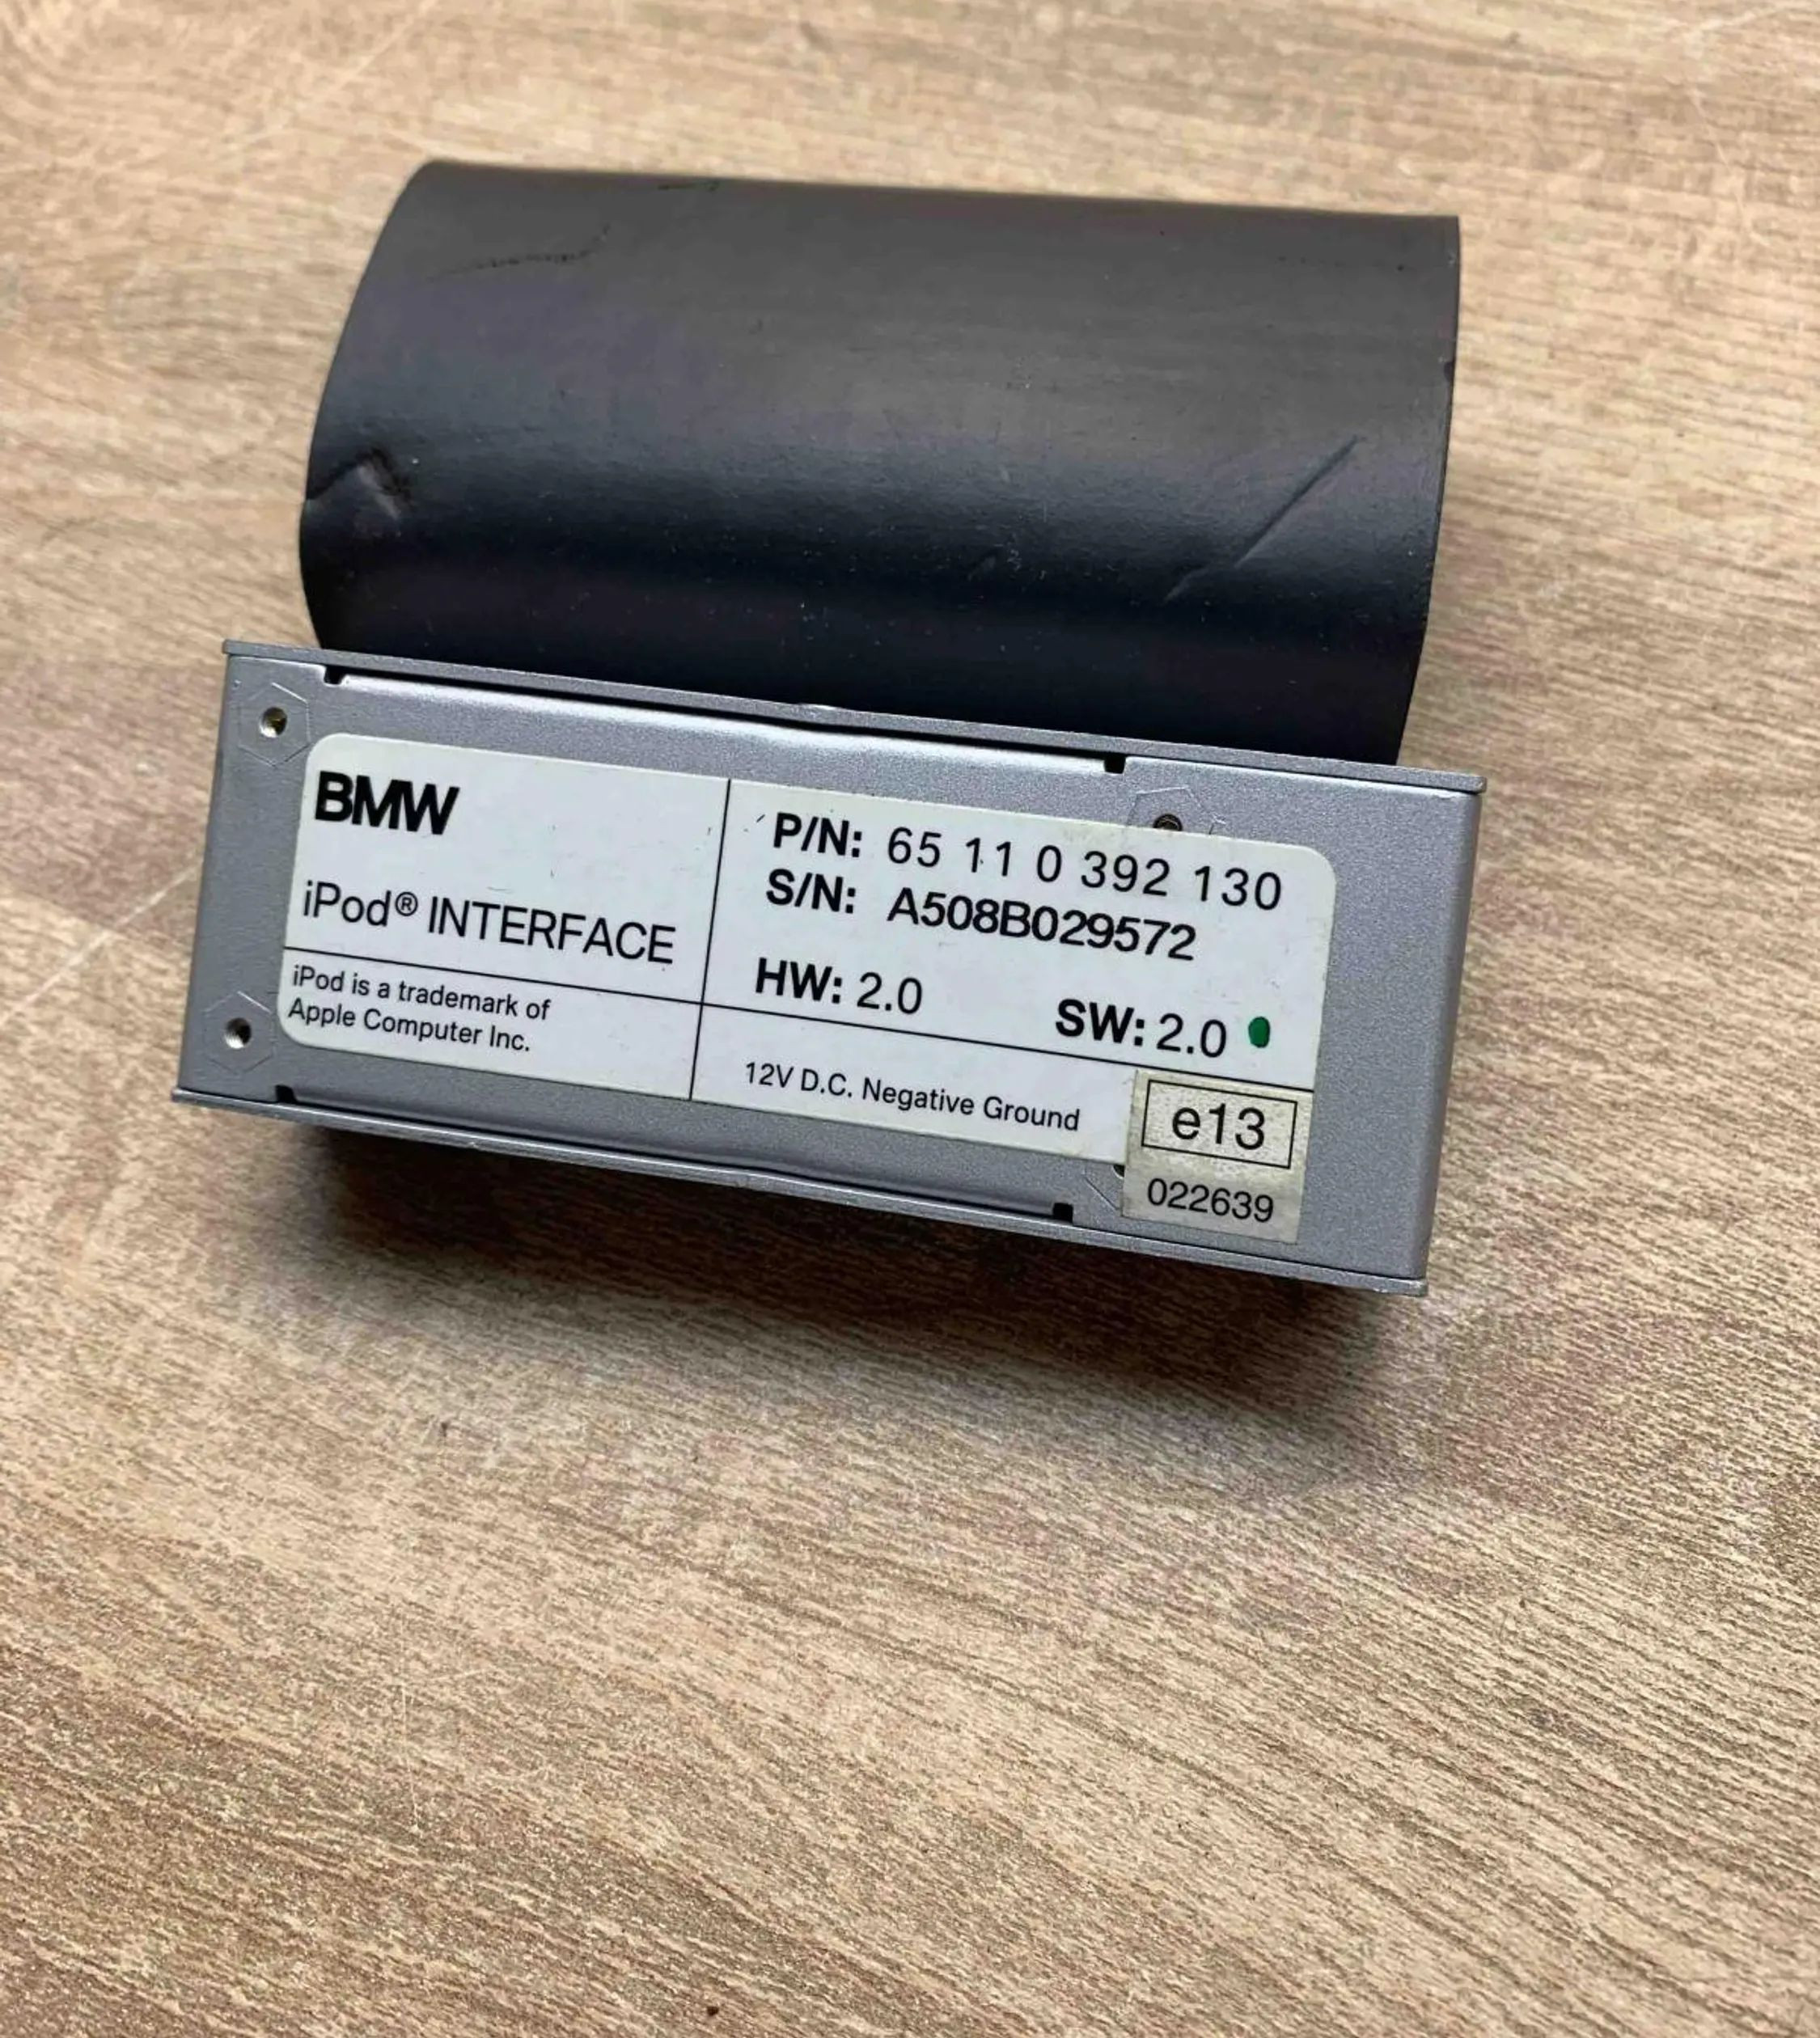 BMW
iPod® INTERFACE
iPod is a trademark of
Apple Computer Inc.
P/N: 65 11 0 392 130
S/N: A508B029572
HW: 2.0 SW: 2.0
12V D.C. Negative Ground
e13
022639